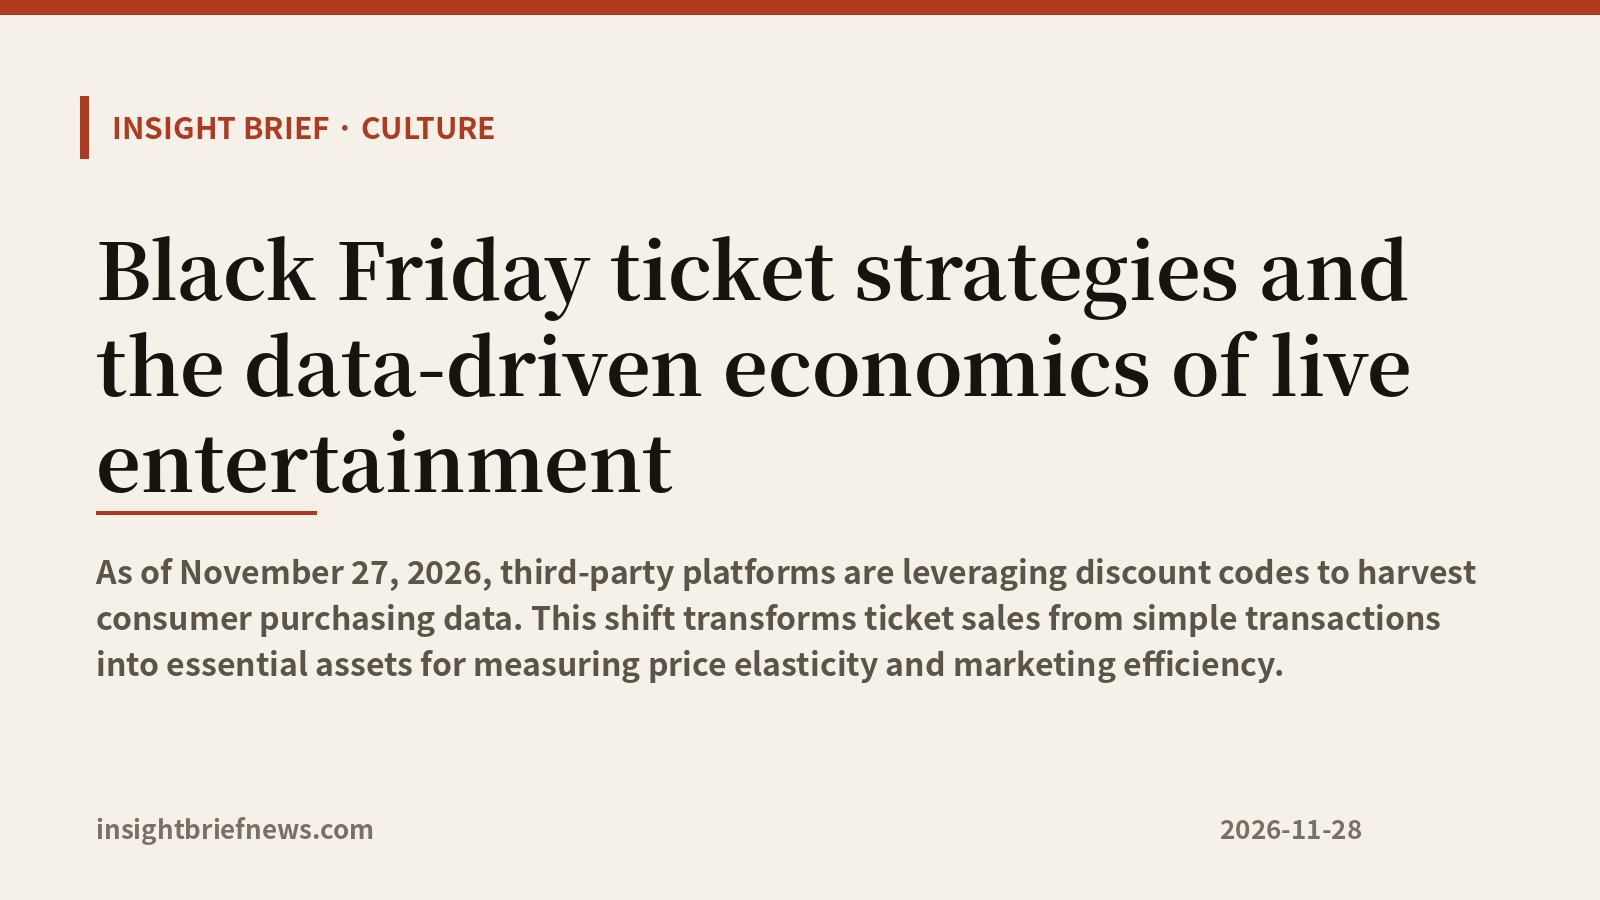 INSIGHT BRIEF · CULTURE
Black Friday ticket strategies and
the data-driven economics of live
entertainment
As of November 27, 2026, third-party platforms are leveraging discount codes to harvest
consumer purchasing data. This shift transforms ticket sales from simple transactions
into essential assets for measuring price elasticity and marketing efficiency.
insightbriefnews.com
2026-11-28